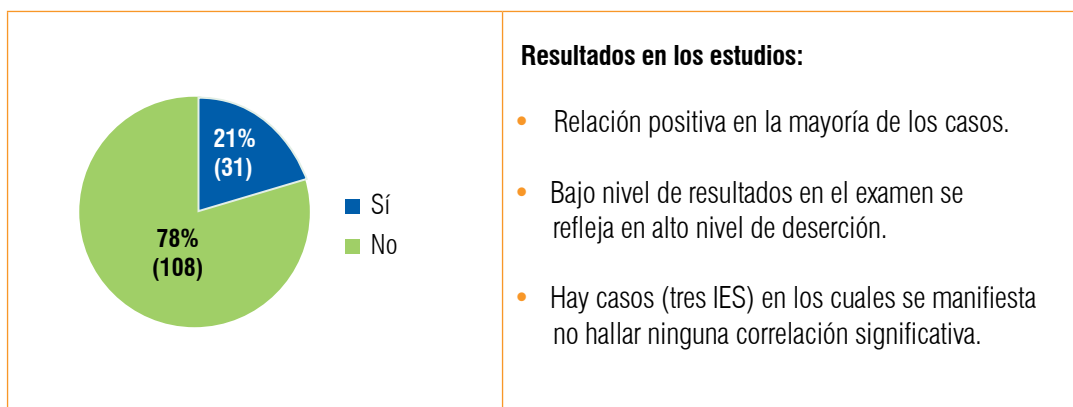 21%
(31)
78%
(108)
Sí
No
Resultados en los estudios:
• Relación positiva en la mayoría de los casos.
• Bajo nivel de resultados en el examen se
refleja en alto nivel de deserción.
• Hay casos (tres IES) en los cuales se manifiesta
no hallar ninguna correlación significativa.